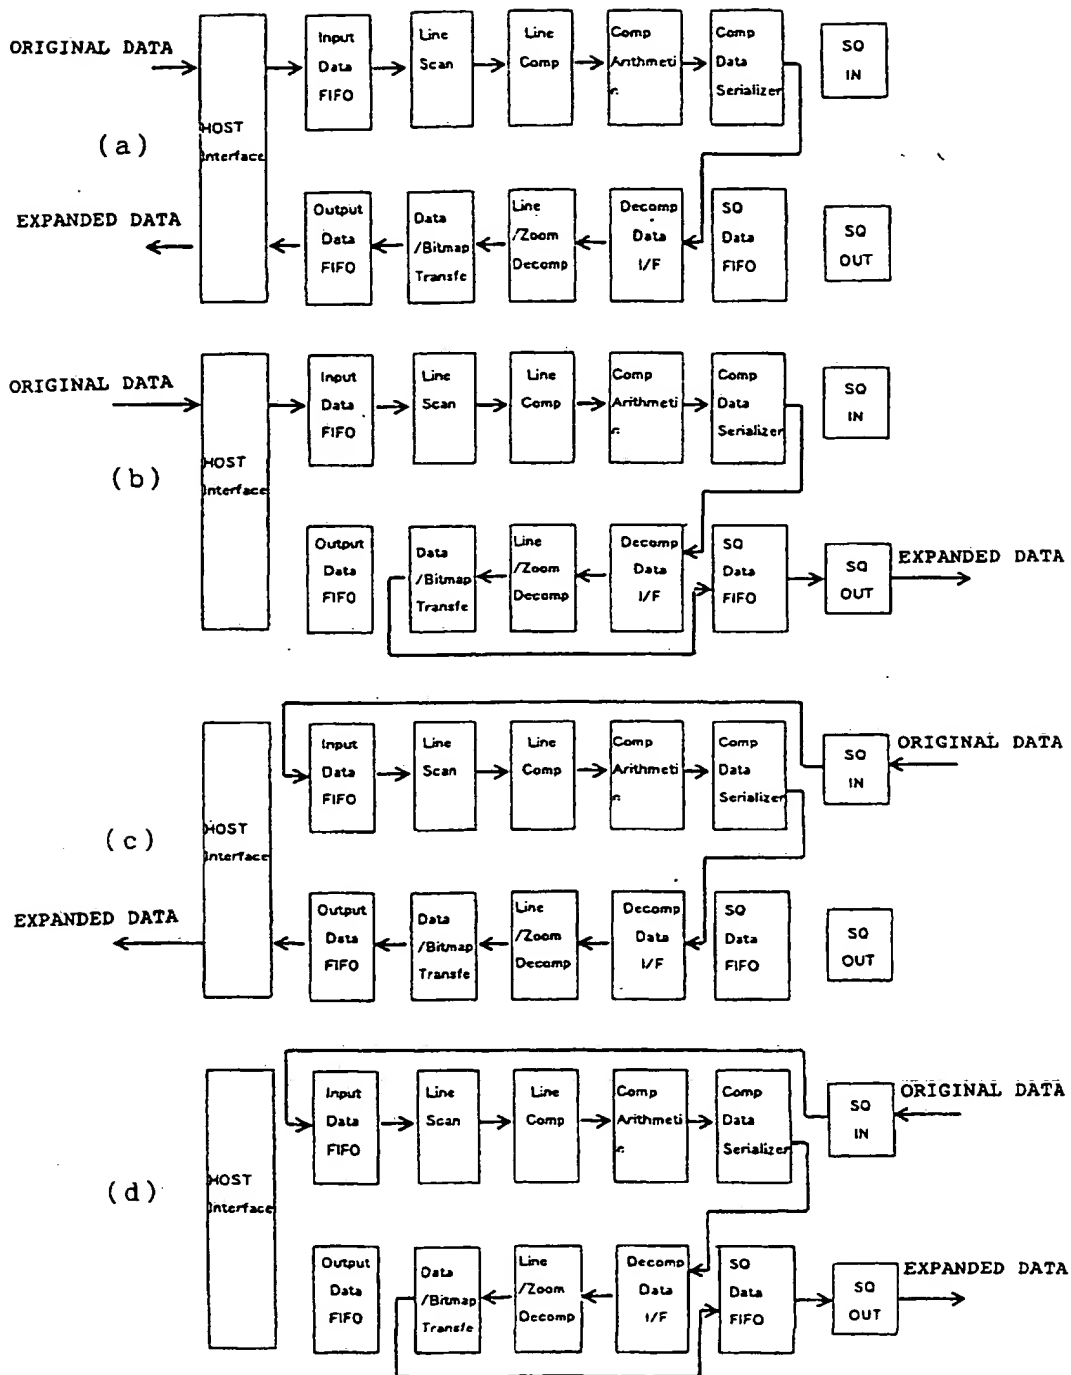 ORIGINAL DATA
(a)
EXPANDED DATA
HOST
Interface
Input
Data
FIFO
Line
Scan
Line
Comp
Comp
Arithmetic
Comp
Data
Serializer
SQ
IN
Output
Data
FIFO
Data
/Bitmap
Transfe
Line
/Zoom
Decomp
Decomp
Data
I/F
SQ
Data
FIFO
SQ
OUT
ORIGINAL DATA
(b)
HOST
Interface
Input
Data
FIFO
Line
Scan
Line
Comp
Comp
Arithmetic
Comp
Data
Serializer
SQ
IN
Output
Data
FIFO
Data
/Bitmap
Transfe
Line
/Zoom
Decomp
Decomp
Data
I/F
SQ
Data
FIFO
SQ
OUT
EXPANDED DATA
(c)
EXPANDED DATA
HOST
Interface
Input
Data
FIFO
Line
Scan
Line
Comp
Comp
Arithmetic
Comp
Data
Serializer
SQ
IN
ORIGINAL DATA
Output
Data
FIFO
Data
/Bitmap
Transfe
Line
/Zoom
Decomp
Decomp
Data
I/F
SQ
Data
FIFO
SQ
OUT
(d)
HOST
Interface
Input
Data
FIFO
Line
Scan
Line
Comp
Comp
Arithmetic
Comp
Data
Serializer
SQ
IN
ORIGINAL DATA
Output
Data
FIFO
Data
/Bitmap
Transfe
Line
/Zoom
Decomp
Decomp
Data
I/F
SQ
Data
FIFO
SQ
OUT
EXPANDED DATA